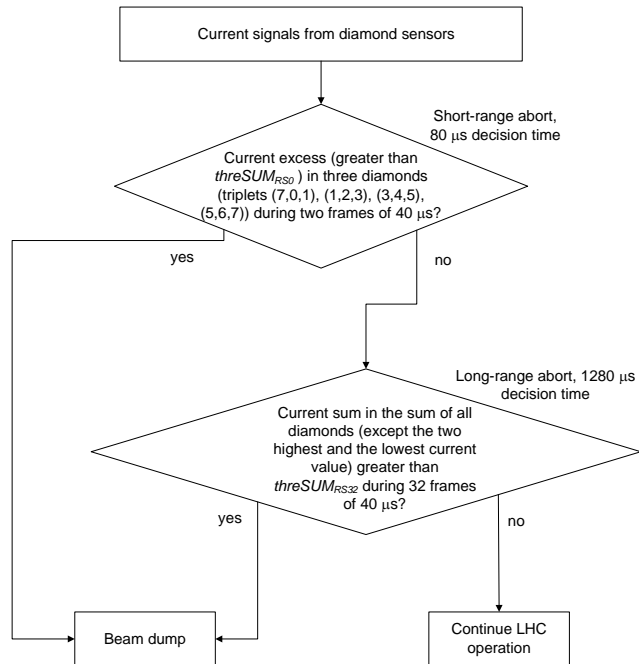 Current signals from diamond sensors
Short-range abort,
80 μs decision time
Current excess (greater than
threSUM_RS0 ) in three diamonds
(triplets (7,0,1), (1,2,3), (3,4,5),
(5,6,7)) during two frames of 40 μs?
yes
no
Long-range abort, 1280 μs
decision time
Current sum in the sum of all
diamonds (except the two
highest and the lowest current
value) greater than
threSUM_RS32 during 32 frames
of 40 μs?
yes
no
Beam dump
Continue LHC
operation